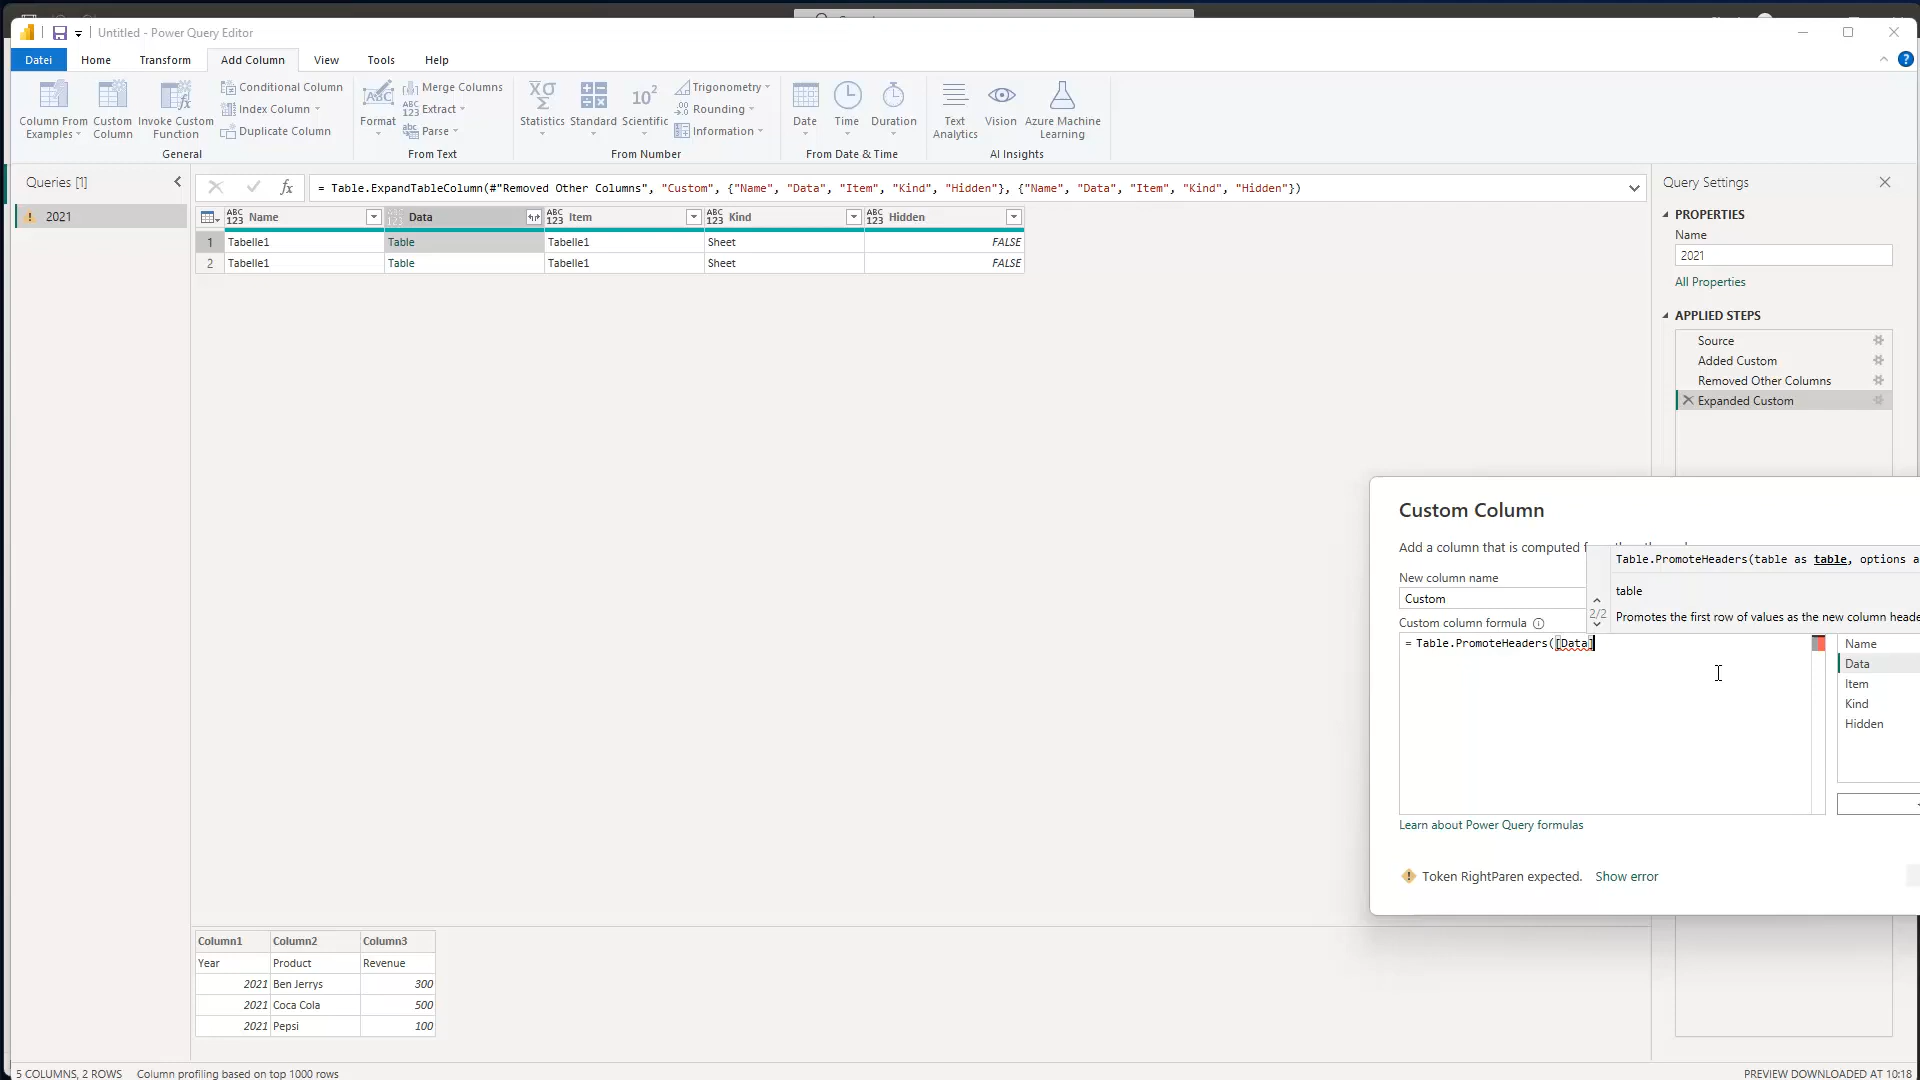 Untitled - Power Query Editor
Datei Home Transform Add Column View Tools Help
Column From Examples
Custom Column
Invoke Custom Function
Conditional Column
Index Column
Duplicate Column
General
Format
Merge Columns
Extract
Parse
From Text
Statistics
Standard
Scientific
Trigonometry
Rounding
Information
From Number
Date
Time
Duration
From Date & Time
Text Analytics
Vision
Azure Machine Learning
AI Insights
Queries [1]
2021
= Table.ExpandTableColumn(#"Removed Other Columns", "Custom", {"Name", "Data", "Item", "Kind", "Hidden"}, {"Name", "Data", "Item", "Kind", "Hidden"})
Name Data Item Kind Hidden
1 Tabelle1 Table Tabelle1 Sheet FALSE
2 Tabelle1 Table Tabelle1 Sheet FALSE
Query Settings
PROPERTIES
Name
2021
All Properties
APPLIED STEPS
Source
Added Custom
Removed Other Columns
Expanded Custom
Custom Column
Add a column that is computed
New column name
Custom
Custom column formula
= Table.PromoteHeaders([Data]
Table.PromoteHeaders(table as table, options a
2/2
table
Promotes the first row of values as the new column heade
Name
Data
Item
Kind
Hidden
Learn about Power Query formulas
Token RightParen expected. Show error
Column1 Column2 Column3
Year Product Revenue
2021 Ben Jerrys 300
2021 Coca Cola 500
2021 Pepsi 100
5 COLUMNS, 2 ROWS Column profiling based on top 1000 rows
PREVIEW DOWNLOADED AT 10:18